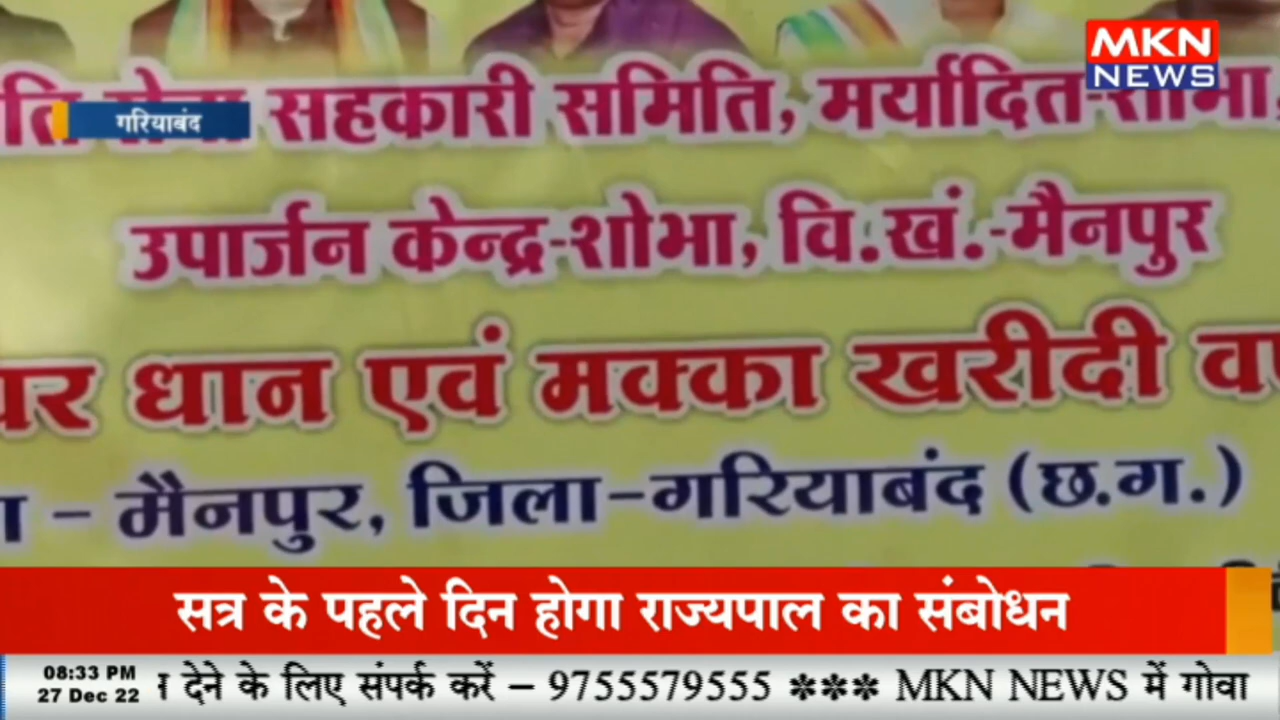 MKN
NEWS
गरियाबंद
सहकारी समिति, मर्यादित-शोभा,
उपार्जन केन्द्र-शोभा, वि.खं.-मैनपुर
पर धान एवं मक्का खरीदी
- मैनपुर, जिला-गरियाबंद (छ.ग.)
सत्र के पहले दिन होगा राज्यपाल का संबोधन
08:33 PM
27 Dec 22
देने के लिए संपर्क करें – 9755579555 *** MKN NEWS में गोवा